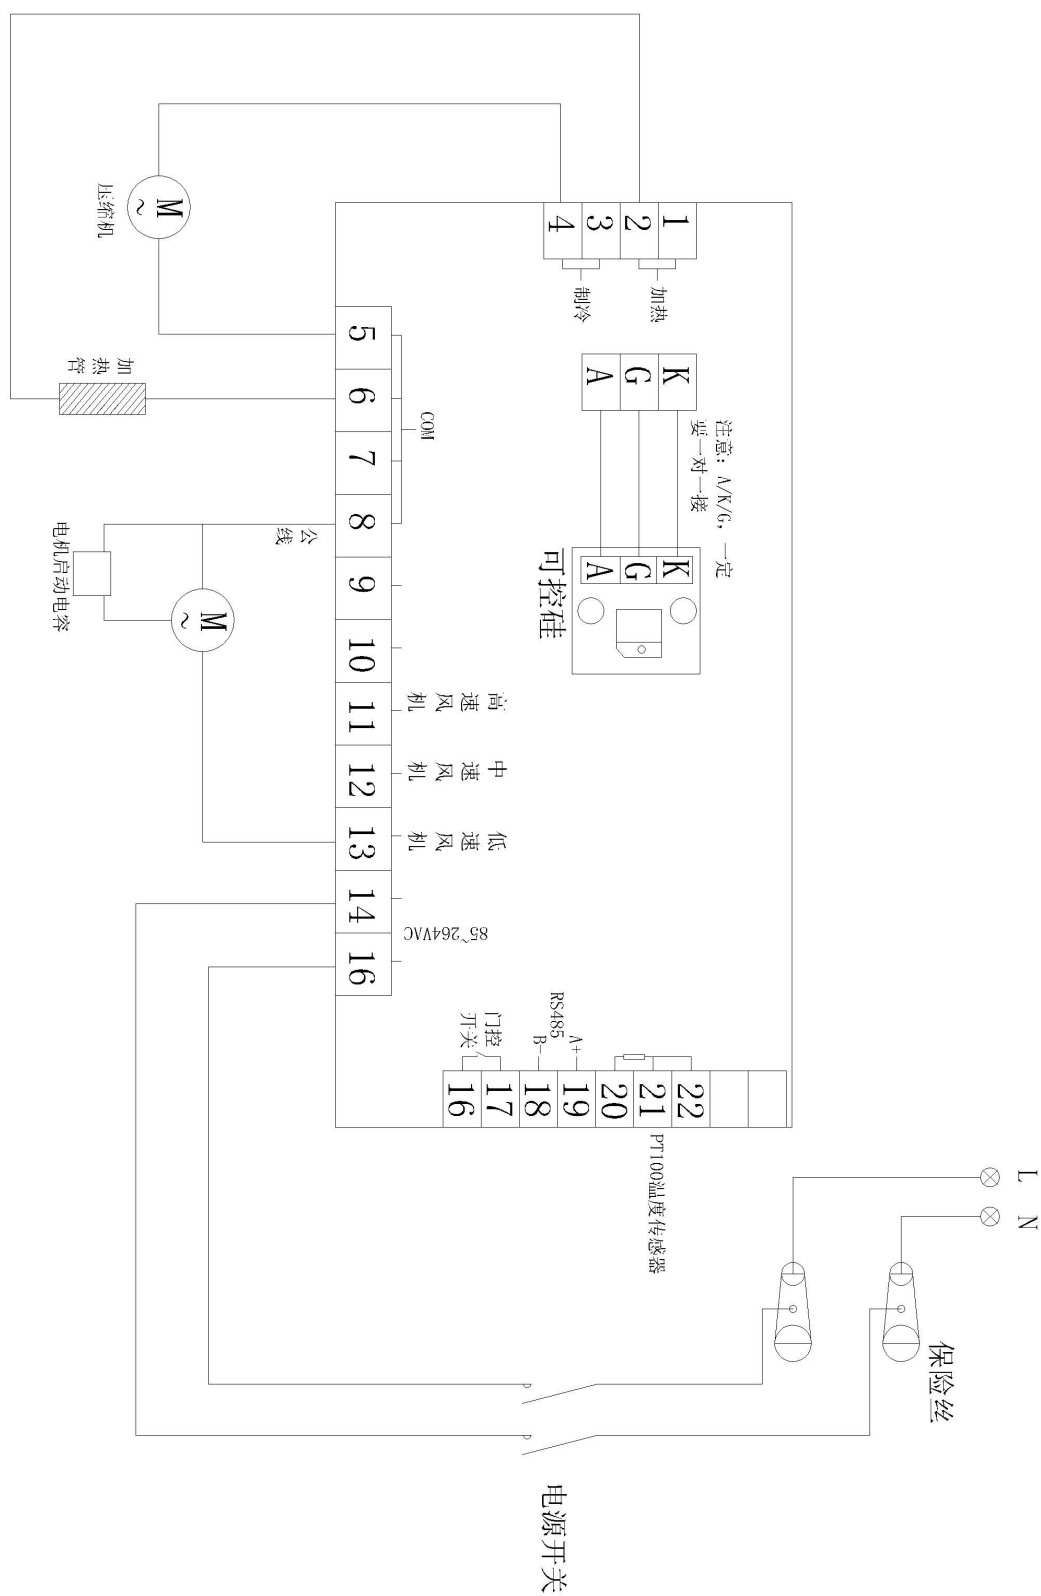 L
N
保险丝
电源开关
1
2
3
4
加热
制冷
K
G
A
注意：A/K/G，一定
要一对一接
K
G
A
可控硅
22
21
20
19
18
17
16
PT100温度传感器
A+
B-
RS485
门控
开关
COM
公线
高速风机
中速风机
低速风机
85~264VAC
5
6
7
8
9
10
11
12
13
14
16
M
~
压缩机
加热管
M
~
电机启动电容